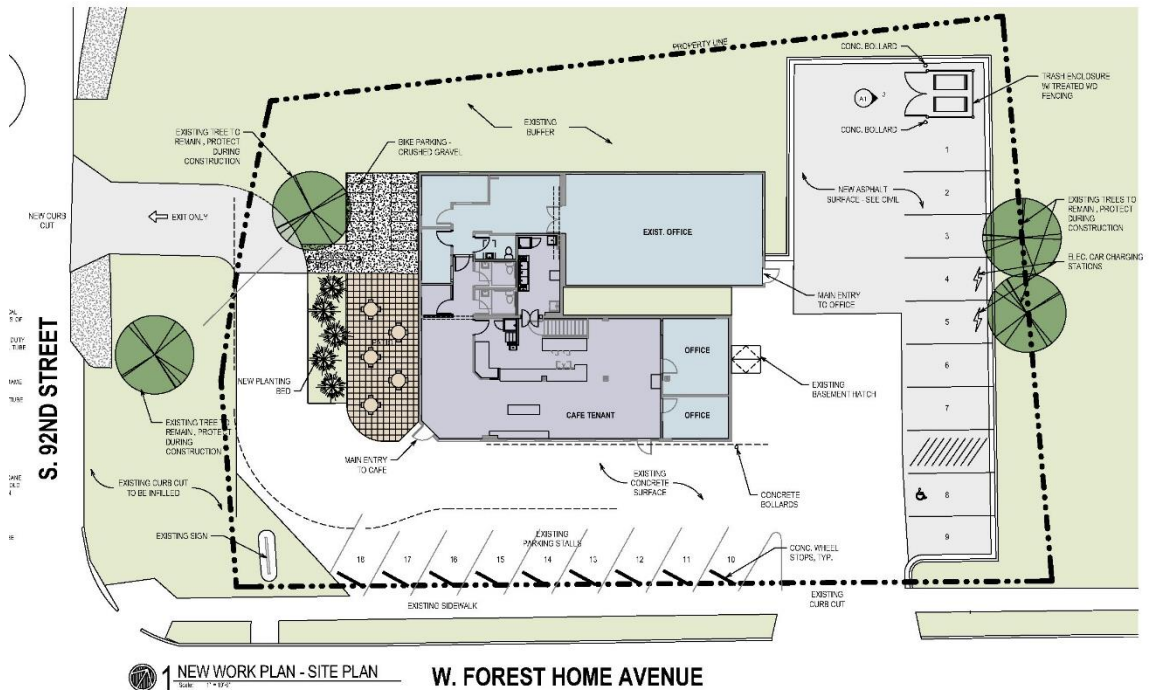 PROPERTY LINE
CONC. BOLLARD
TRASH ENCLOSURE
W/ TREATED WD
FENCING
A1
CONC. BOLLARD
EXISTING
BUFFER
EXISTING TREE TO
REMAIN, PROTECT
DURING
CONSTRUCTION
BIKE PARKING -
CRUSHED GRAVEL
NEW ASPHALT
SURFACE - SEE CIVIL
1
2
3
4
5
6
7
8
9
EXISTING TREES TO
REMAIN, PROTECT
DURING
CONSTRUCTION
ELEC. CAR CHARGING
STATIONS
NEW CURB
CUT
EXIT ONLY
EXIST. OFFICE
MAIN ENTRY
TO OFFICE
S. 92ND STREET
NEW PLANTING
BED
OFFICE
OFFICE
CAFE TENANT
EXISTING
BASEMENT HATCH
EXISTING TREE TO
REMAIN, PROTECT
DURING
CONSTRUCTION
MAIN ENTRY
TO CAFE
EXISTING
CONCRETE
SURFACE
CONCRETE
BOLLARDS
EXISTING CURB CUT
TO BE INFILLED
EXISTING SIGN
EXISTING
PARKING STALLS
18
17
16
15
14
13
12
11
10
CONC. WHEEL
STOPS, TYP.
EXISTING SIDEWALK
EXISTING
CURB CUT
1 NEW WORK PLAN - SITE PLAN
W. FOREST HOME AVENUE